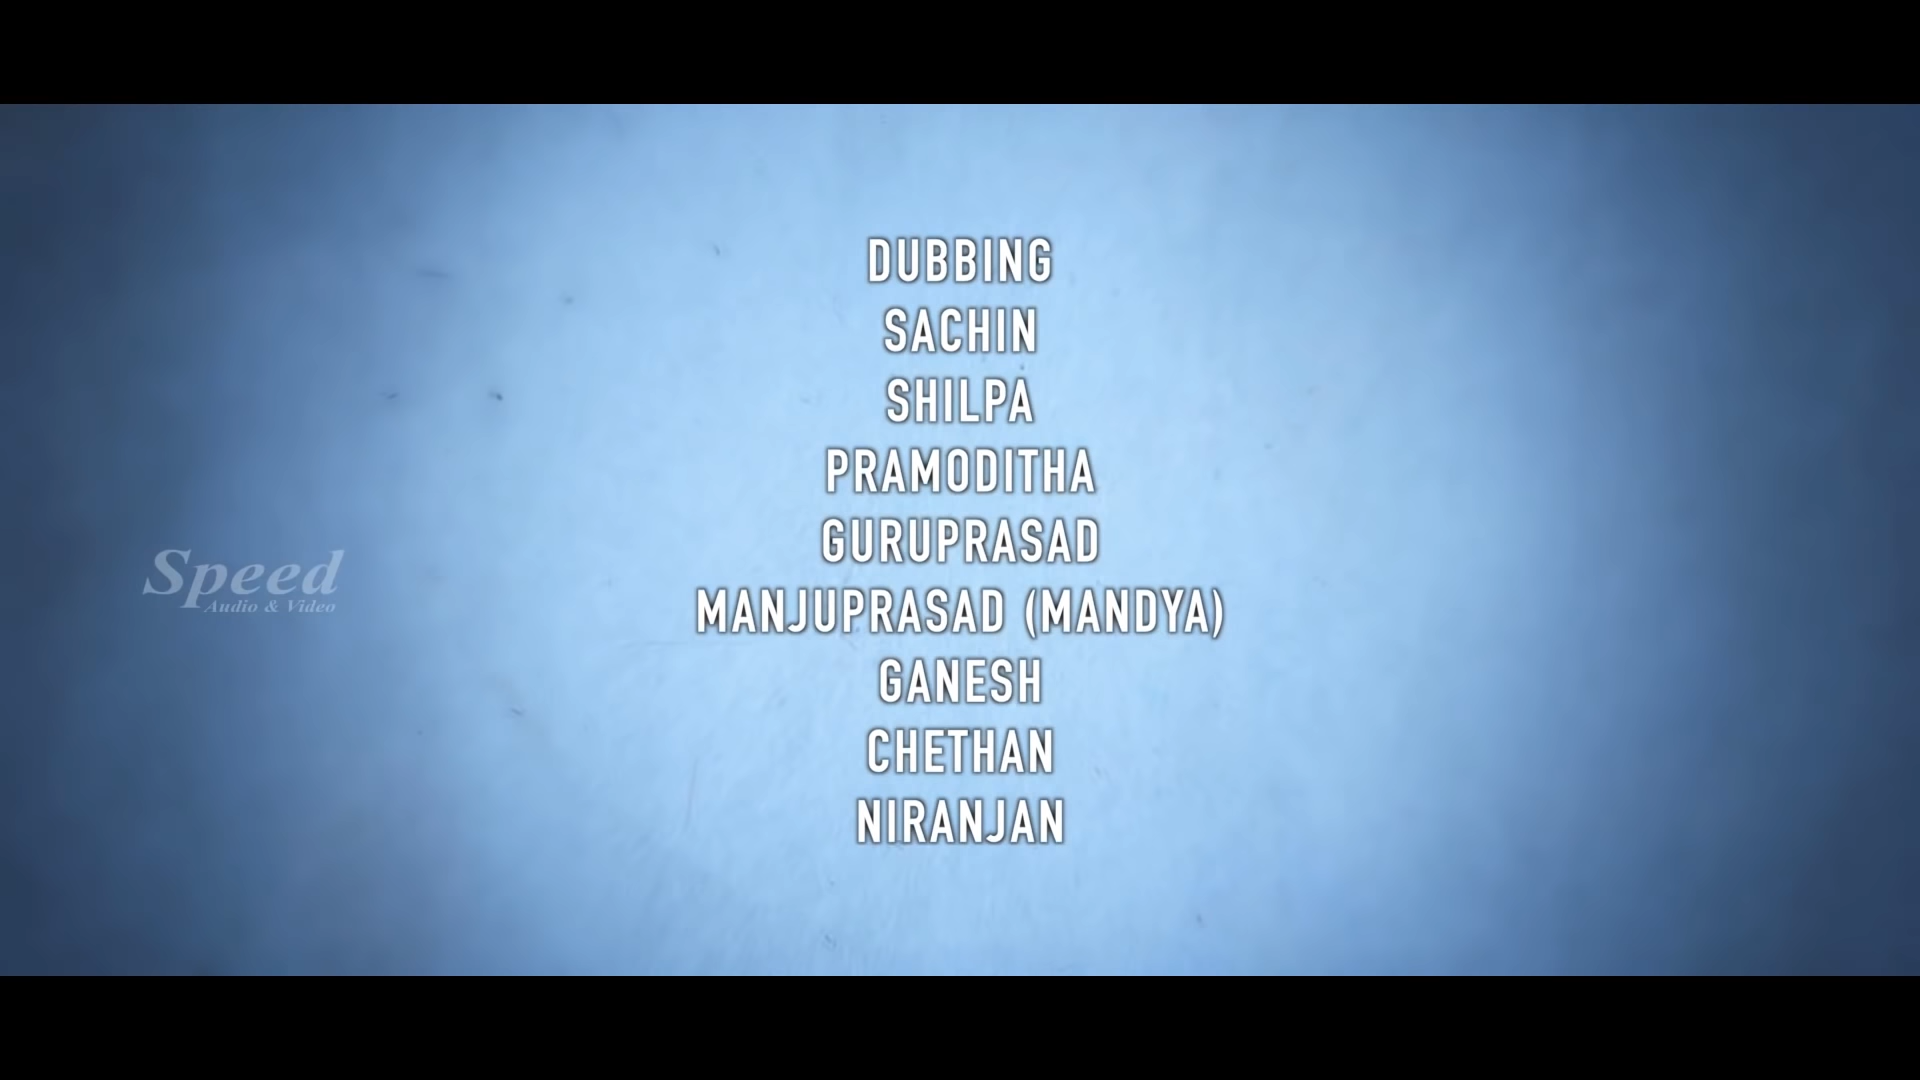 DUBBING
SACHIN
SHILPA
PRAMODITHA
GURUPRASAD
Speed
Audio & Video
MANJUPRASAD (MANDYA)
GANESH
CHETHAN
NIRANJAN